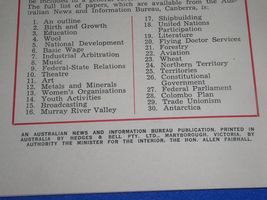 The full list of papers, which are available from the Aus-
tralian News and Information Bureau, Canberra, is:
1. An outline
2. Birth and Growth
3. Education
4. Wool
5. National Development
6. Basic Wage
7. Industrial Arbitration
8. Music
9. Federal-State Relations
10. Theatre
11. Art
12. Metals and Minerals
13. Women's Organisations
14. Youth Activities
15. Broadcasting
16. Murray River Valley
17. Shipbuilding
18. United Nations
Participation
19. Literature
20. Flying Doctor Services
21. Forestry
22. Aviation
23. Wheat
24. Northern Territory
25. Territories
26. Constitutional
Government
27. Federal Parliament
28. Colombo Plan
29. Trade Unionism
30. Antarctica
AN AUSTRALIAN NEWS AND INFORMATION BUREAU PUBLICATION. PRINTED IN
AUSTRALIA BY HEDGES & BELL PTY. LTD., MARYBOROUGH, VICTORIA, BY
AUTHORITY THE MINISTER FOR THE INTERIOR, THE HON. ALLEN FAIRHALL.